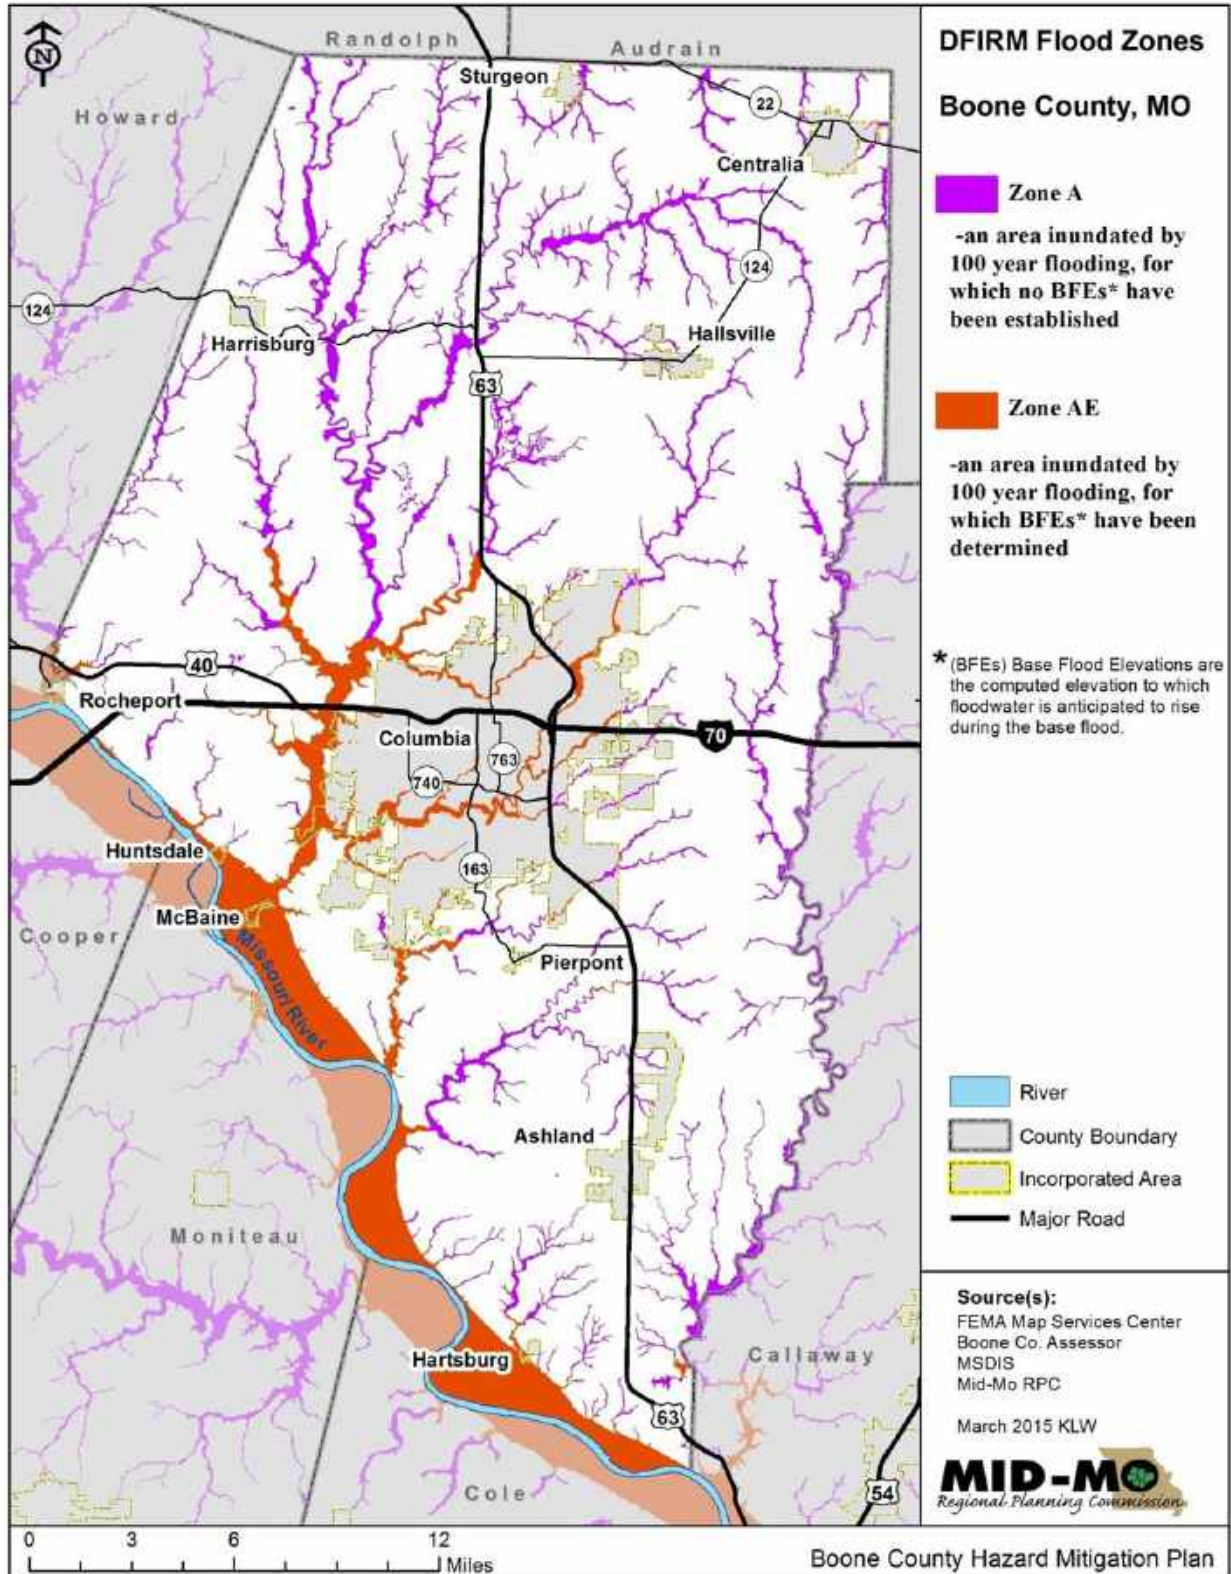 N
Randolph
Audrain
Howard
Sturgeon
22
Centralia
124
124
Harrisburg
Hallsville
63
40
Rocheport
70
Columbia
763
740
Huntsdale
163
McBaine
Cooper
Missouri River
Pierpont
Ashland
Moniteau
Hartsburg
Callaway
63
54
Cole
DFIRM Flood Zones
Boone County, MO
Zone A
-an area inundated by
100 year flooding, for
which no BFEs* have
been established
Zone AE
-an area inundated by
100 year flooding, for
which BFEs* have been
determined
* (BFEs) Base Flood Elevations are
the computed elevation to which
floodwater is anticipated to rise
during the base flood.
River
County Boundary
Incorporated Area
Major Road
Source(s):
FEMA Map Services Center
Boone Co. Assessor
MSDIS
Mid-Mo RPC
March 2015 KLW
MID-MO
Regional Planning Commission
0 3 6 12
Miles
Boone County Hazard Mitigation Plan